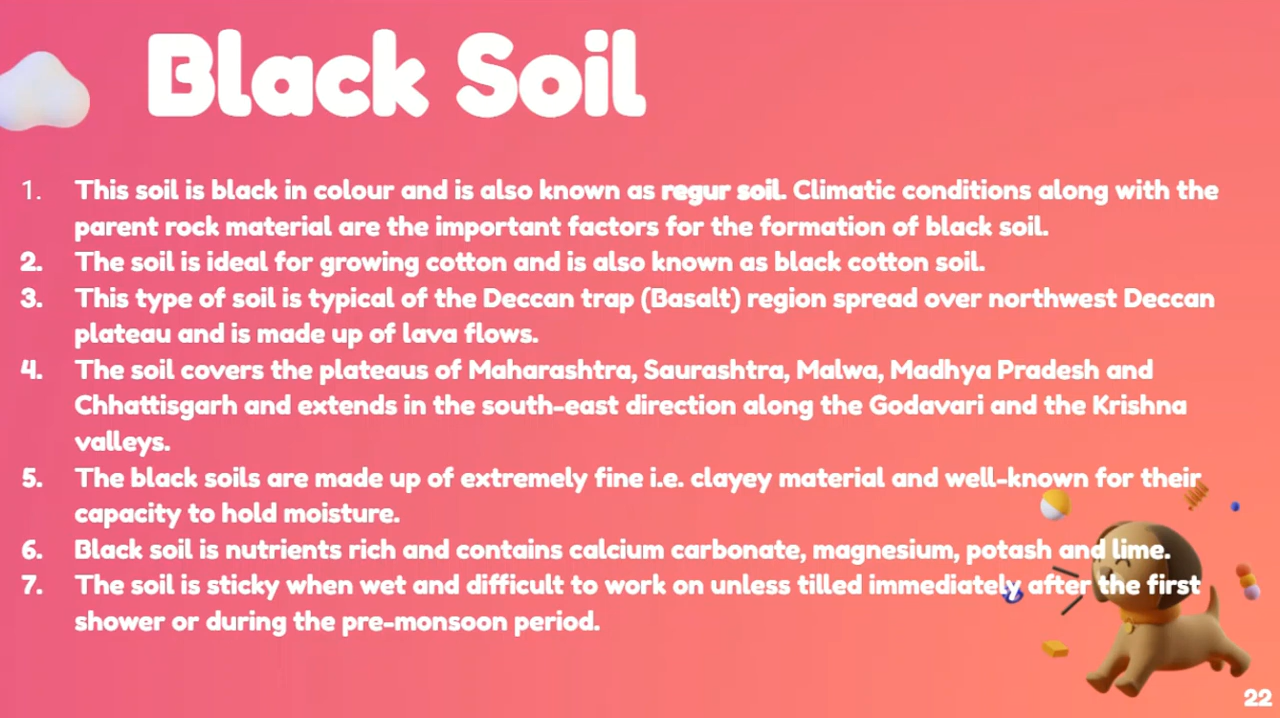 Black Soil
1. This soil is black in colour and is also known as regur soil. Climatic conditions along with the
parent rock material are the important factors for the formation of black soil.
2. The soil is ideal for growing cotton and is also known as black cotton soil.
3. This type of soil is typical of the Deccan trap (Basalt) region spread over northwest Deccan
plateau and is made up of lava flows.
4. The soil covers the plateaus of Maharashtra, Saurashtra, Malwa, Madhya Pradesh and
Chhattisgarh and extends in the south-east direction along the Godavari and the Krishna
valleys.
5. The black soils are made up of extremely fine i.e. clayey material and well-known for their
capacity to hold moisture.
6. Black soil is nutrients rich and contains calcium carbonate, magnesium, potash and lime.
7. The soil is sticky when wet and difficult to work on unless tilled immediately after the first
shower or during the pre-monsoon period.
22